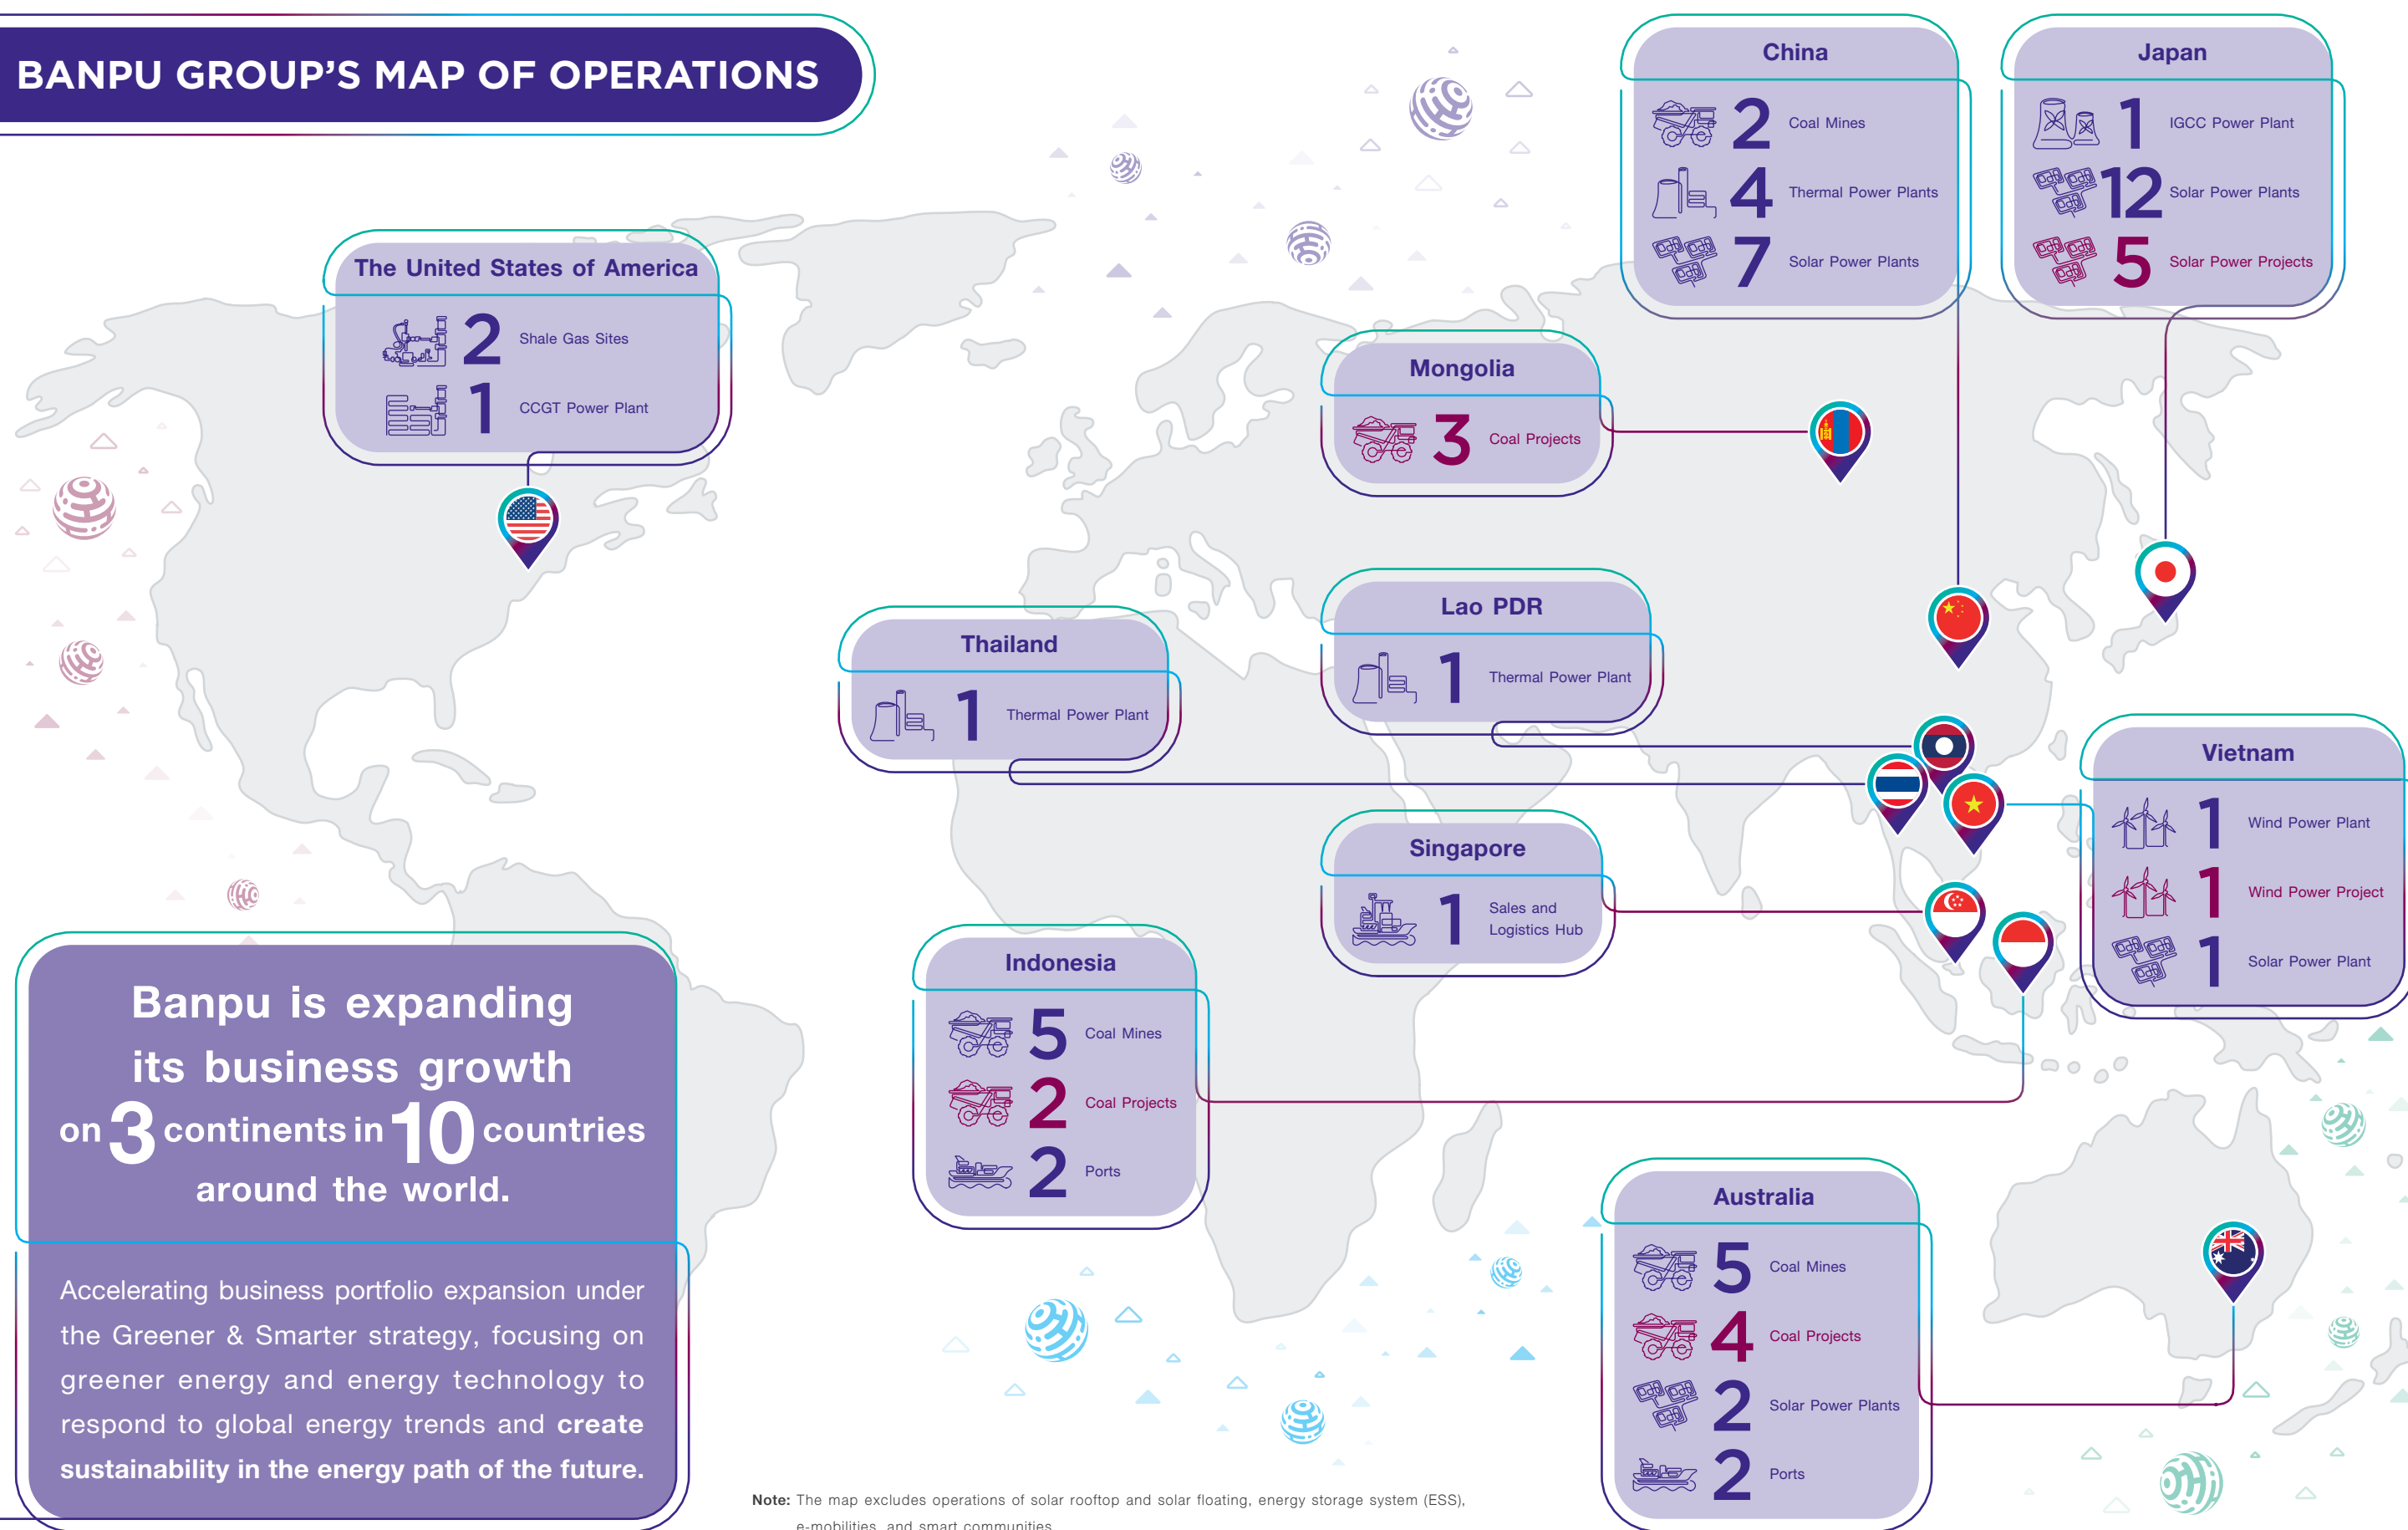 BANPU GROUP'S MAP OF OPERATIONS
The United States of America
2 Shale Gas Sites
1 CCGT Power Plant
China
2 Coal Mines
4 Thermal Power Plants
7 Solar Power Plants
Japan
1 IGCC Power Plant
12 Solar Power Plants
5 Solar Power Projects
Mongolia
3 Coal Projects
Thailand
1 Thermal Power Plant
Lao PDR
1 Thermal Power Plant
Vietnam
1 Wind Power Plant
1 Wind Power Project
1 Solar Power Plant
Singapore
1 Sales and
Logistics Hub
Indonesia
5 Coal Mines
2 Coal Projects
2 Ports
Australia
5 Coal Mines
4 Coal Projects
2 Solar Power Plants
2 Ports
Banpu is expanding
its business growth
on 3 continents in 10 countries
around the world.
Accelerating business portfolio expansion under
the Greener & Smarter strategy, focusing on
greener energy and energy technology to
respond to global energy trends and create
sustainability in the energy path of the future.
Note: The map excludes operations of solar rooftop and solar floating, energy storage system (ESS),
e-mobilities, and smart communities